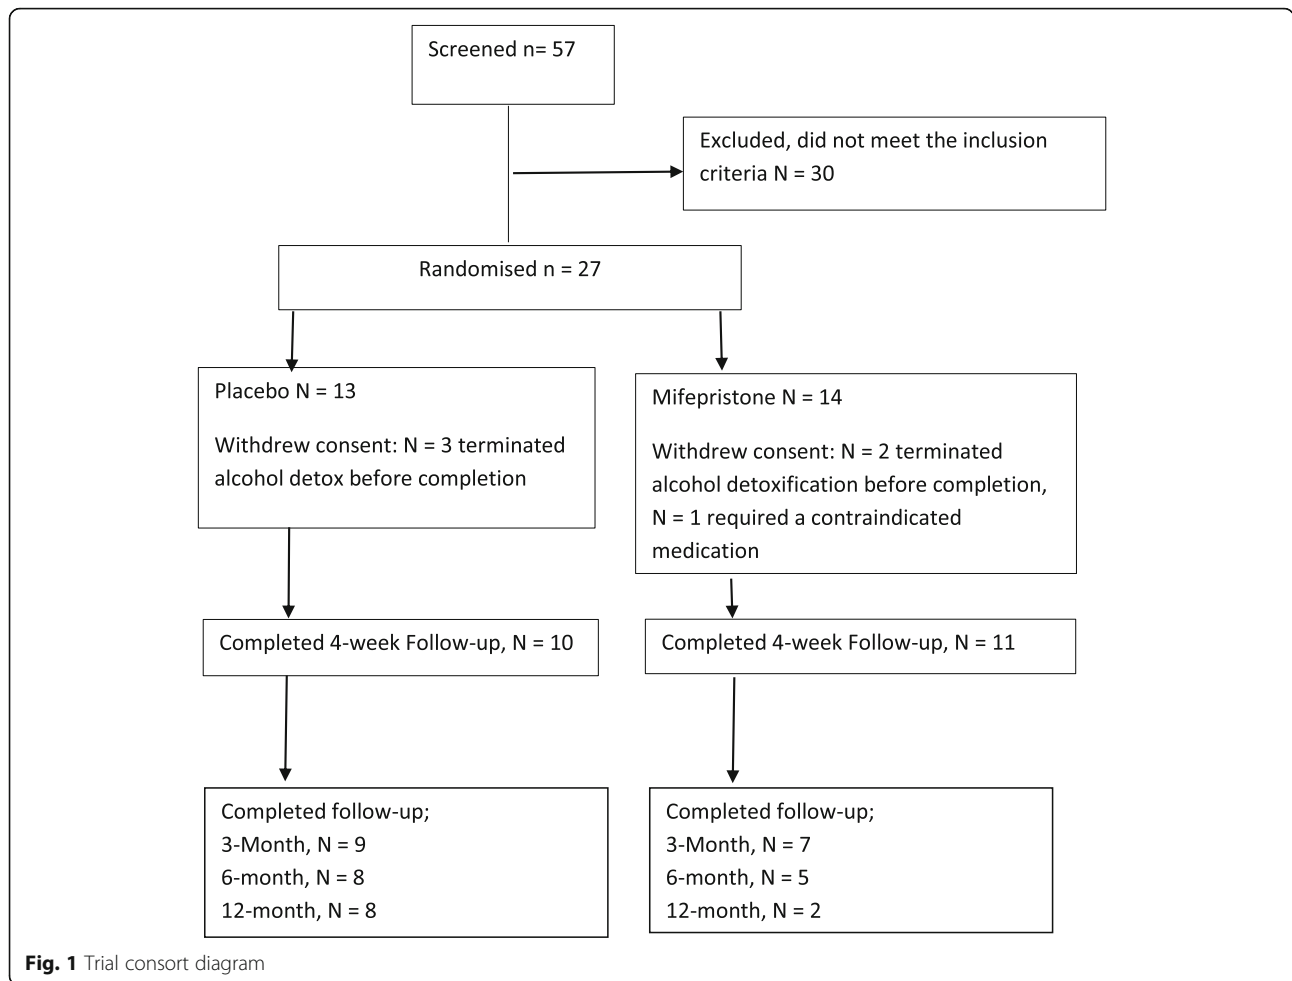 Screened n= 57
Excluded, did not meet the inclusion
criteria N = 30
Randomised n = 27
Placebo N = 13
Withdrew consent: N = 3 terminated
alcohol detox before completion
Mifepristone N = 14
Withdrew consent: N = 2 terminated
alcohol detoxification before completion,
N = 1 required a contraindicated
medication
Completed 4-week Follow-up, N = 10
Completed 4-week Follow-up, N = 11
Completed follow-up;
3-Month, N = 9
6-month, N = 8
12-month, N = 8
Completed follow-up;
3-Month, N = 7
6-month, N = 5
12-month, N = 2
Fig. 1 Trial consort diagram